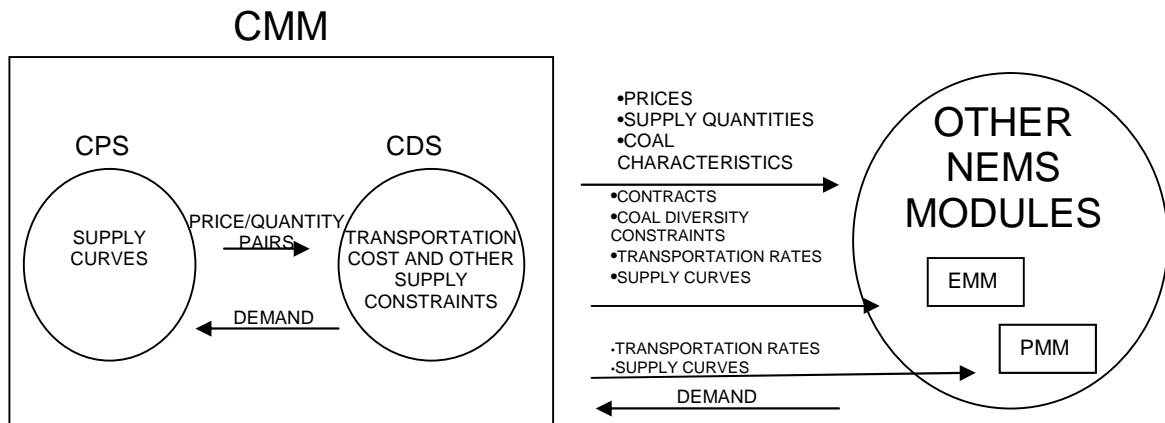 CMM
CPS
SUPPLY
CURVES
PRICE/QUANTITY
PAIRS
DEMAND
CDS
TRANSPORTATION
COST AND OTHER
SUPPLY
CONSTRAINTS
•PRICES
•SUPPLY QUANTITIES
•COAL
CHARACTERISTICS
•CONTRACTS
•COAL DIVERSITY
CONSTRAINTS
•TRANSPORTATION RATES
•SUPPLY CURVES
·TRANSPORTATION RATES
·SUPPLY CURVES
DEMAND
OTHER
NEMS
MODULES
EMM
PMM